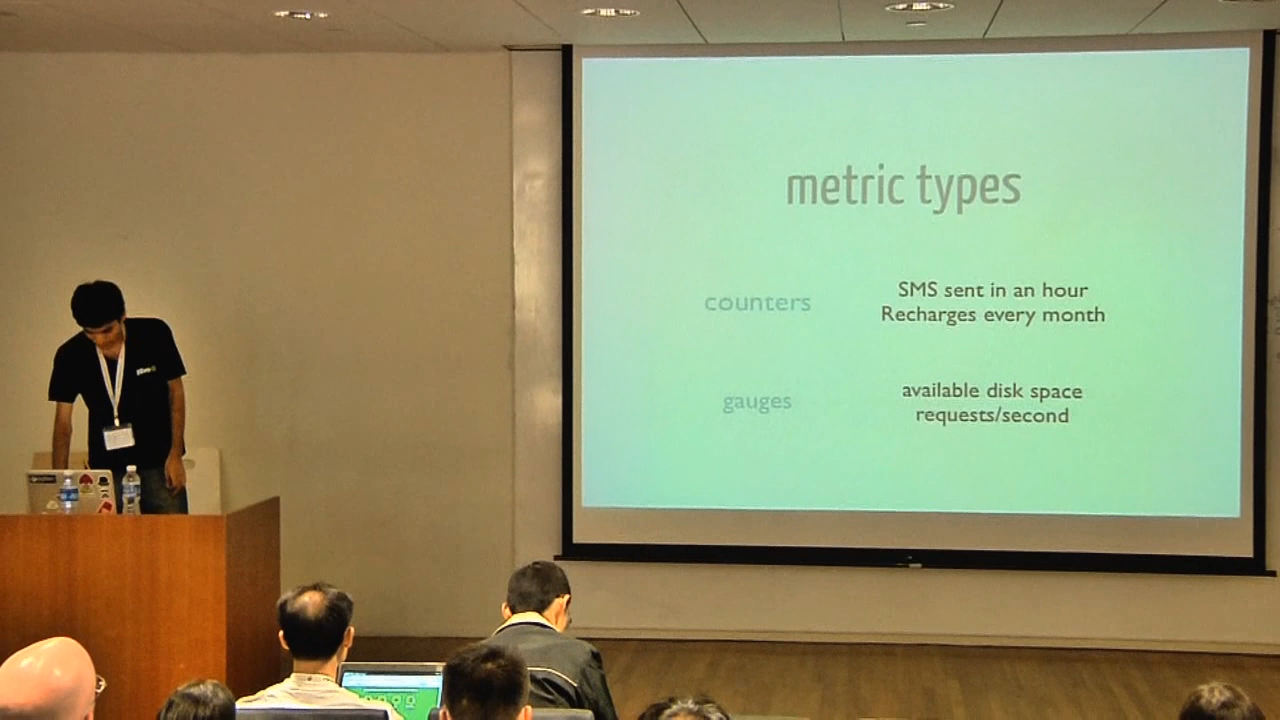 metric types
counters
SMS sent in an hour
Recharges every month
gauges
available disk space
requests/second